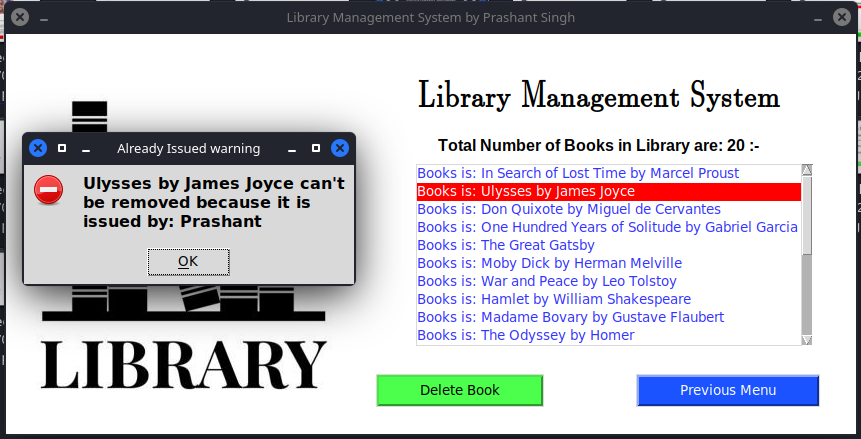 Library Management System by Prashant Singh
Already Issued warning
Ulysses by James Joyce can't
be removed because it is
issued by: Prashant
OK
LIBRARY
Library Management System
Total Number of Books in Library are: 20 :-
Books is: In Search of Lost Time by Marcel Proust
Books is: Ulysses by James Joyce
Books is: Don Quixote by Miguel de Cervantes
Books is: One Hundred Years of Solitude by Gabriel Garcia
Books is: The Great Gatsby
Books is: Moby Dick by Herman Melville
Books is: War and Peace by Leo Tolstoy
Books is: Hamlet by William Shakespeare
Books is: Madame Bovary by Gustave Flaubert
Books is: The Odyssey by Homer
Delete Book
Previous Menu